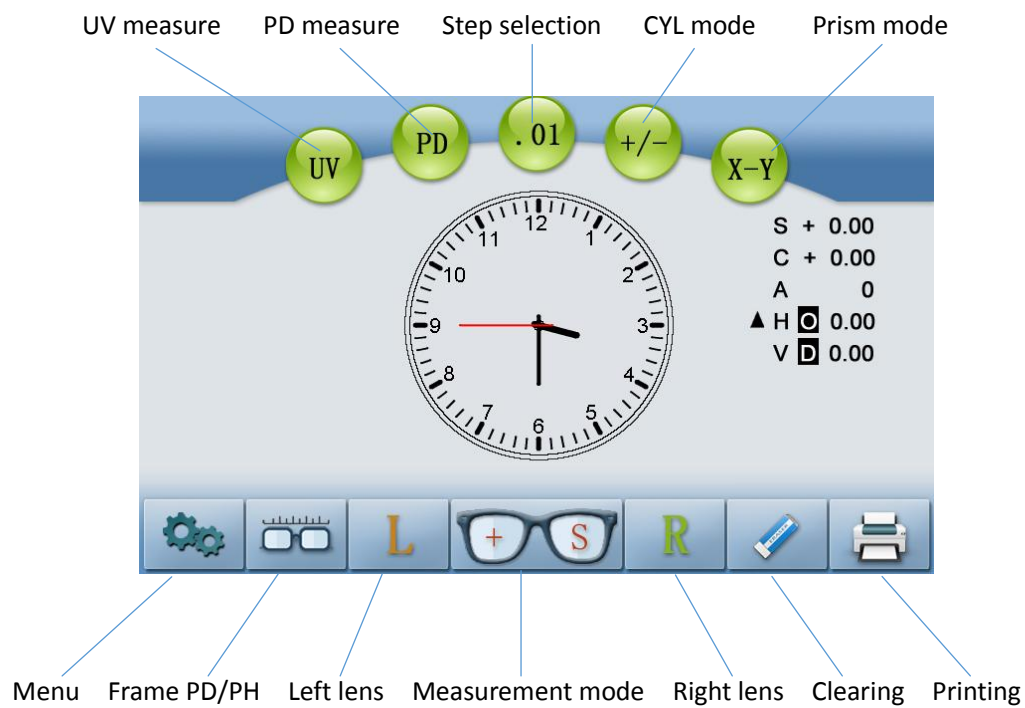 UV measure PD measure Step selection CYL mode Prism mode
UV PD .01 +/- X-Y
12
11 1
10 2
9 3
8 4
7 5
6
S + 0.00
C + 0.00
A 0
▲ H O 0.00
V D 0.00
L + S R
Menu Frame PD/PH Left lens Measurement mode Right lens Clearing Printing